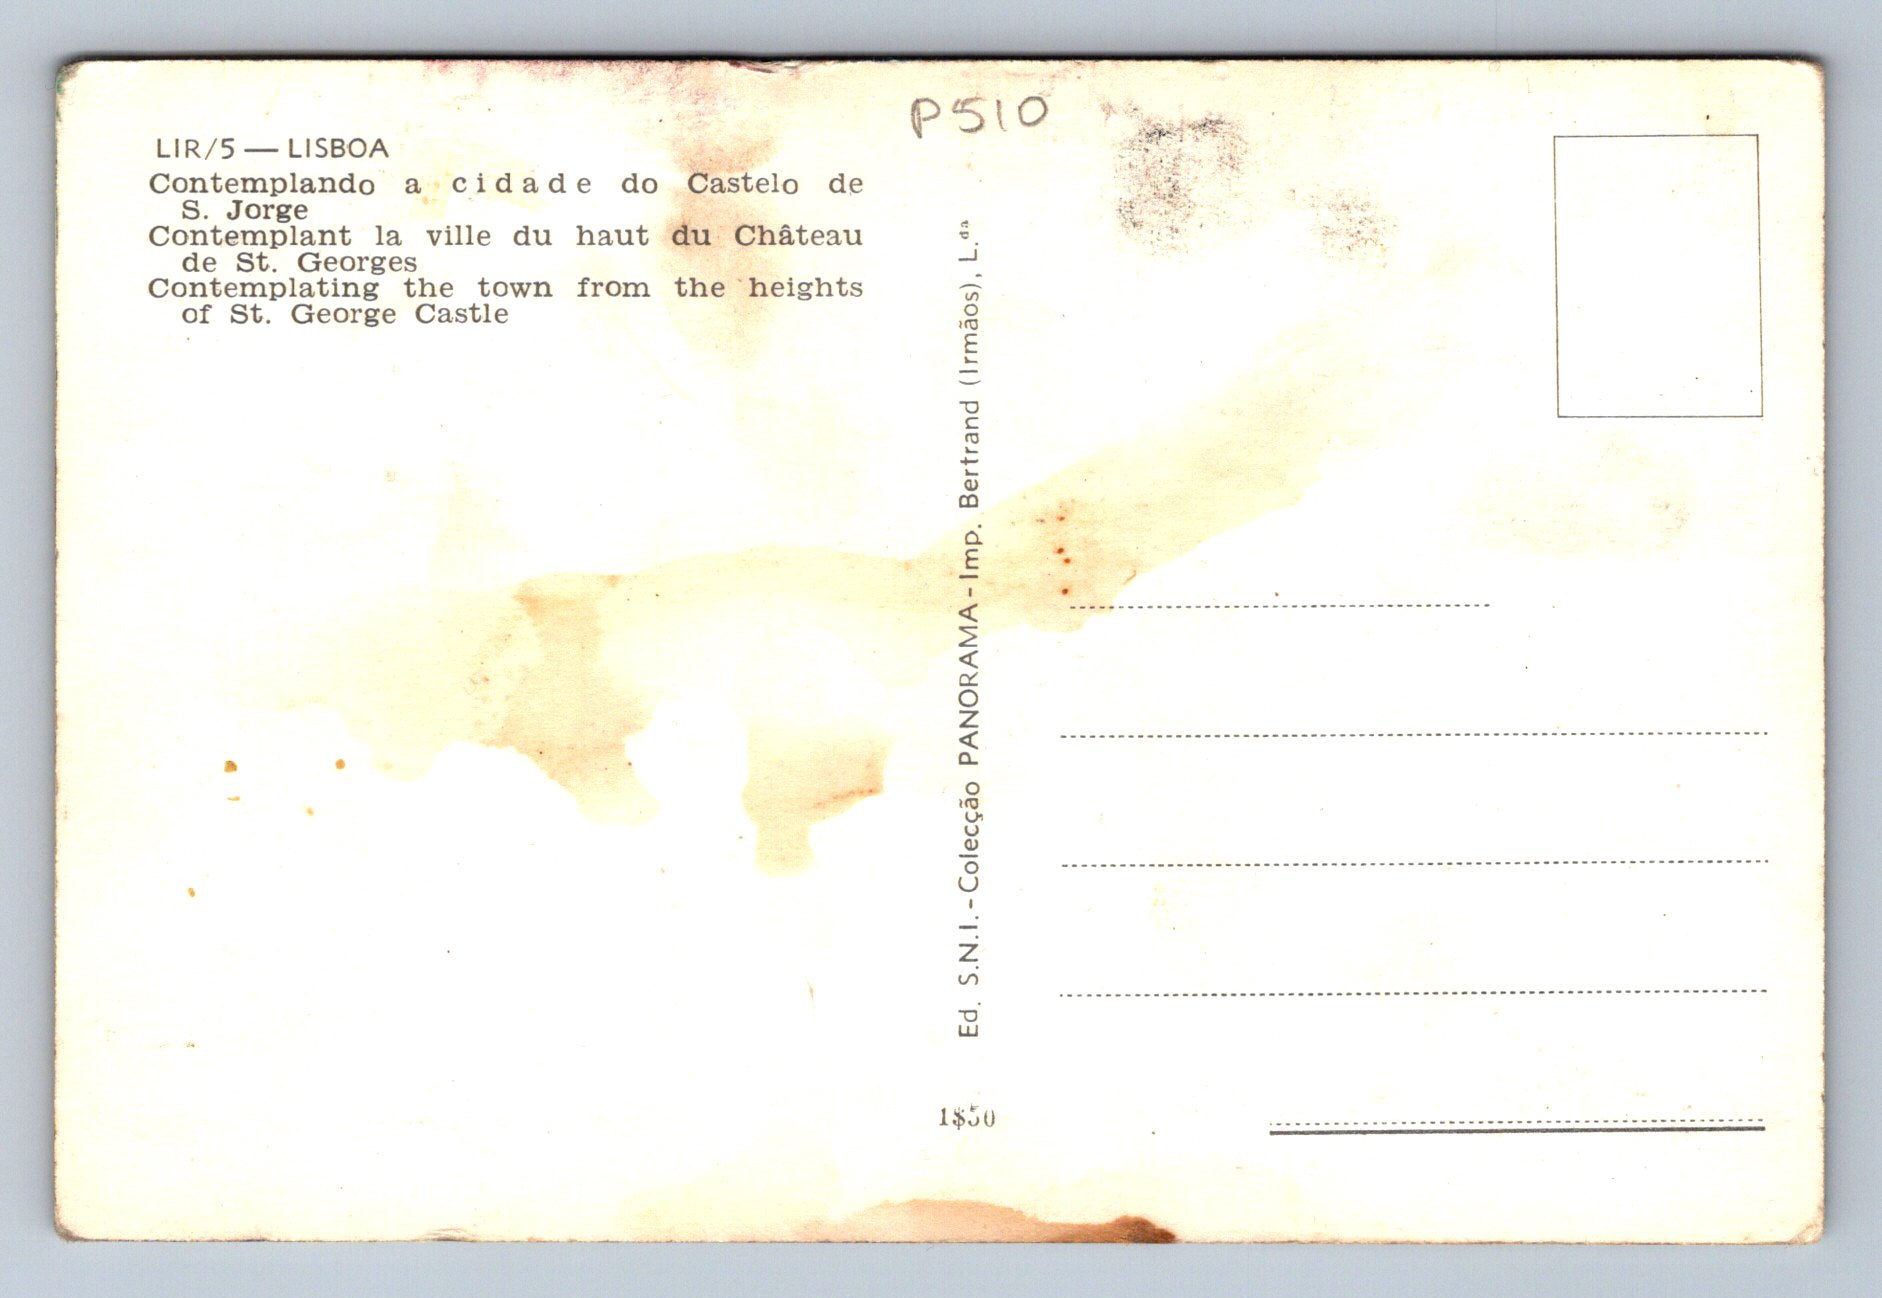 P510
LIR/5 — LISBOA
Contemplando a cidade do Castelo de
S. Jorge
Contemplant la ville du haut du Château
de St. Georges
Contemplating the town from the heights
of St. George Castle
Ed. S.N.I. - Colecção PANORAMA - Imp. Bertrand (Irmãos), L.da
1$50